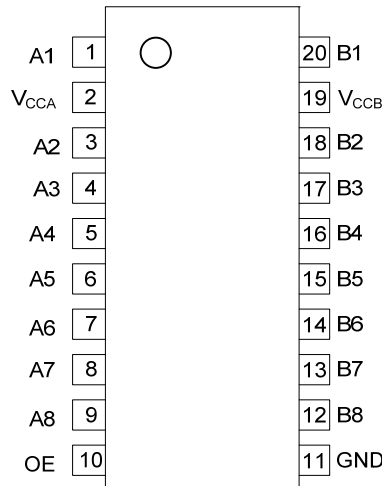 A1 1 20 B1
VCCA 2 19 VCCB
A2 3 18 B2
A3 4 17 B3
A4 5 16 B4
A5 6 15 B5
A6 7 14 B6
A7 8 13 B7
A8 9 12 B8
OE 10 11 GND